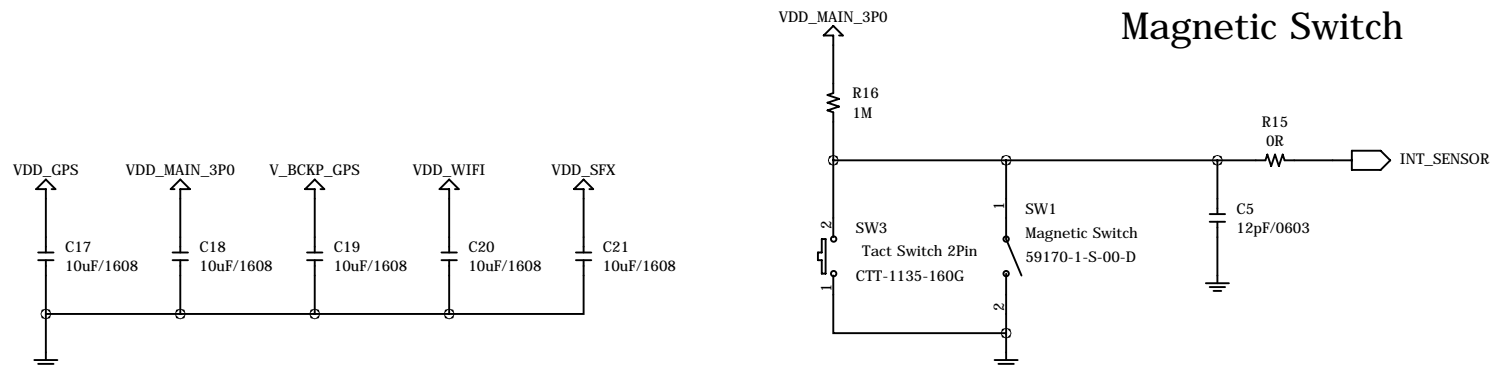 VDD_MAIN_3P0
Magnetic Switch
R16
1M
R15
0R
INT_SENSOR
VDD_GPS
VDD_MAIN_3P0
V_BCKP_GPS
VDD_WIFI
VDD_SFX
C17
10uF/1608
C18
10uF/1608
C19
10uF/1608
C20
10uF/1608
C21
10uF/1608
2
SW3
Tact Switch 2Pin
CTT-1135-160G
1
1
SW1
Magnetic Switch
59170-1-S-00-D
2
C5
12pF/0603